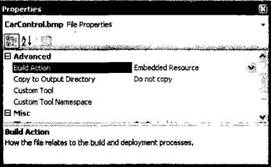 Properties
CarControl.bmp File Properties
Advanced
Build Action Embedded Resource
Copy to Output Directory Do not copy
Custom Tool
Custom Tool Namespace
Misc
Build Action
How the file relates to the build and deployment processes.